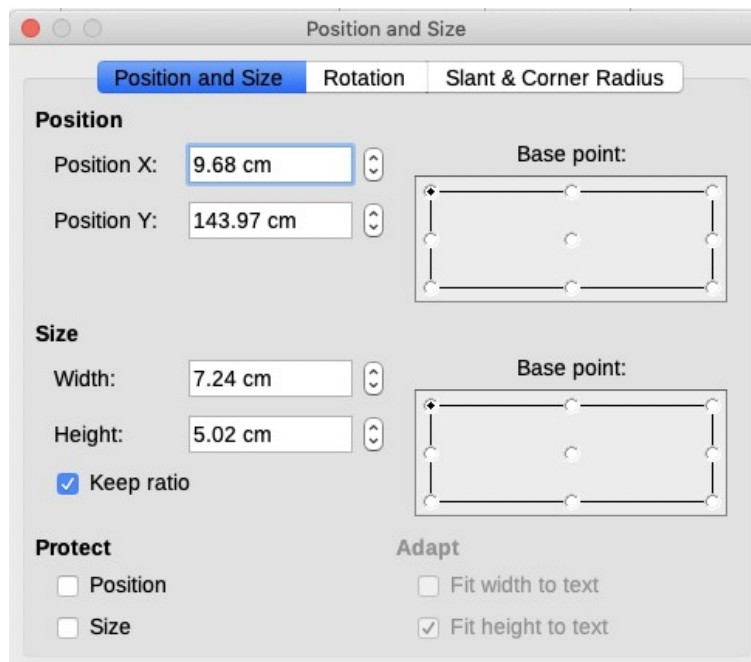 Position and Size
Position and Size Rotation Slant & Corner Radius
Position
Position X: 9.68 cm
Base point:
Position Y: 143.97 cm
Size
Width: 7.24 cm
Base point:
Height: 5.02 cm
Keep ratio
Protect
Adapt
Position
Fit width to text
Size
Fit height to text